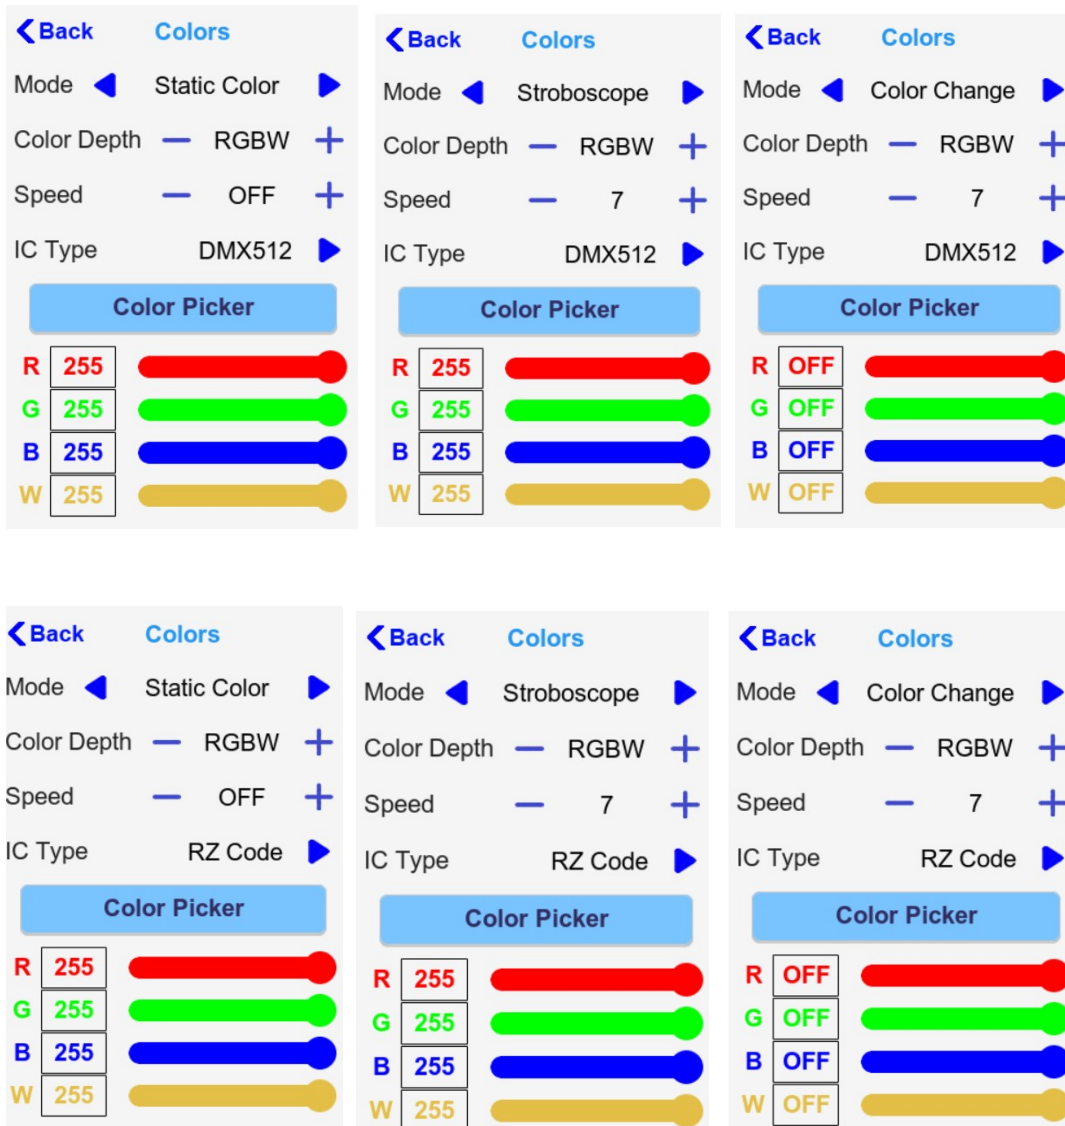 Back Colors
Mode Static Color
Color Depth RGBW
Speed OFF
IC Type DMX512
Color Picker
R 255
G 255
B 255
W 255
Back Colors
Mode Stroboscope
Color Depth RGBW
Speed 7
IC Type DMX512
Color Picker
R 255
G 255
B 255
W 255
Back Colors
Mode Color Change
Color Depth RGBW
Speed 7
IC Type DMX512
Color Picker
R OFF
G OFF
B OFF
W OFF
Back Colors
Mode Static Color
Color Depth RGBW
Speed OFF
IC Type RZ Code
Color Picker
R 255
G 255
B 255
W 255
Back Colors
Mode Stroboscope
Color Depth RGBW
Speed 7
IC Type RZ Code
Color Picker
R 255
G 255
B 255
W 255
Back Colors
Mode Color Change
Color Depth RGBW
Speed 7
IC Type RZ Code
Color Picker
R OFF
G OFF
B OFF
W OFF